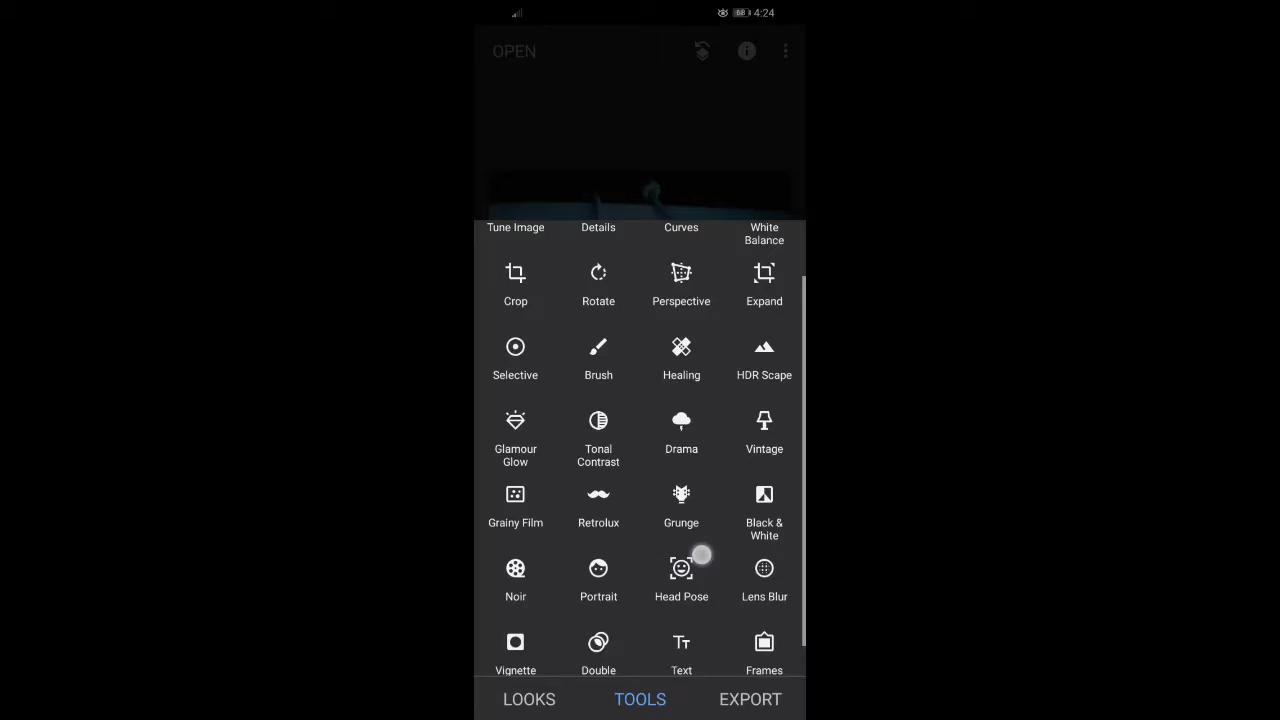 68 4:24
OPEN
Tune Image Details Curves White
Balance
Crop Rotate Perspective Expand
Selective Brush Healing HDR Scape
Glamour Tonal Drama Vintage
Glow Contrast
Grainy Film Retrolux Grunge Black &
White
Noir Portrait Head Pose Lens Blur
Vignette Double Text Frames
LOOKS TOOLS EXPORT